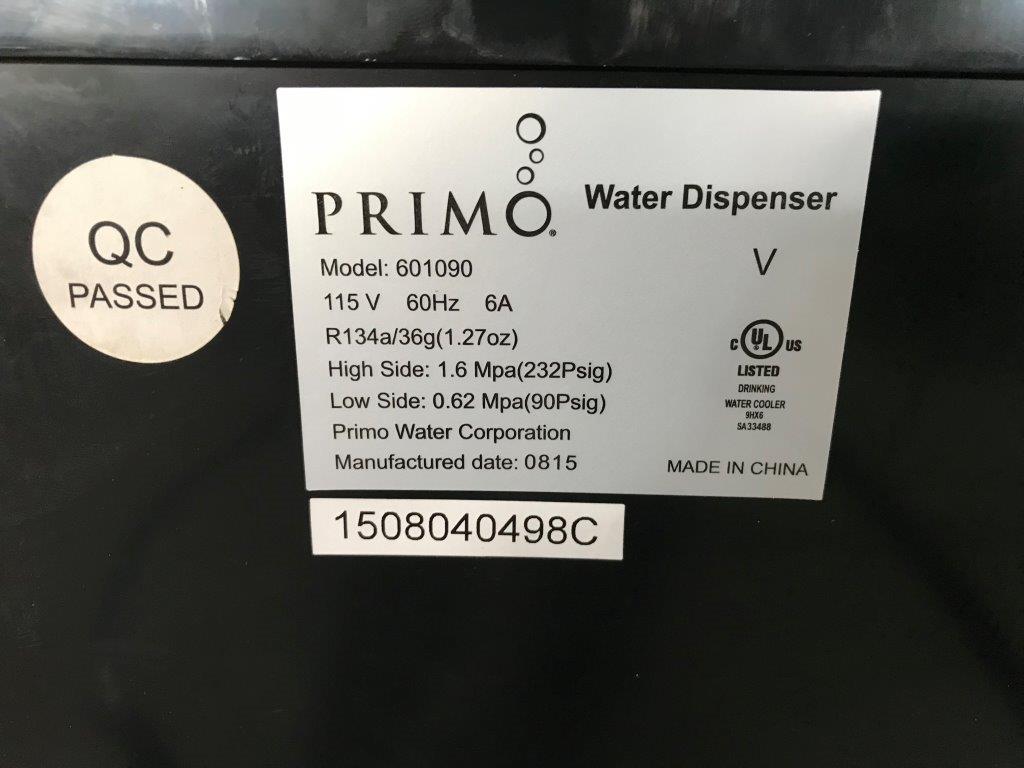 QC
PASSED
PRIMO®
Water Dispenser
V
Model: 601090
115 V 60Hz 6A
R134a/36g(1.27oz)
High Side: 1.6 Mpa(232Psig)
Low Side: 0.62 Mpa(90Psig)
Primo Water Corporation
Manufactured date: 0815
C UL® US
LISTED
DRINKING
WATER COOLER
9HX6
SA33488
MADE IN CHINA
1508040498C